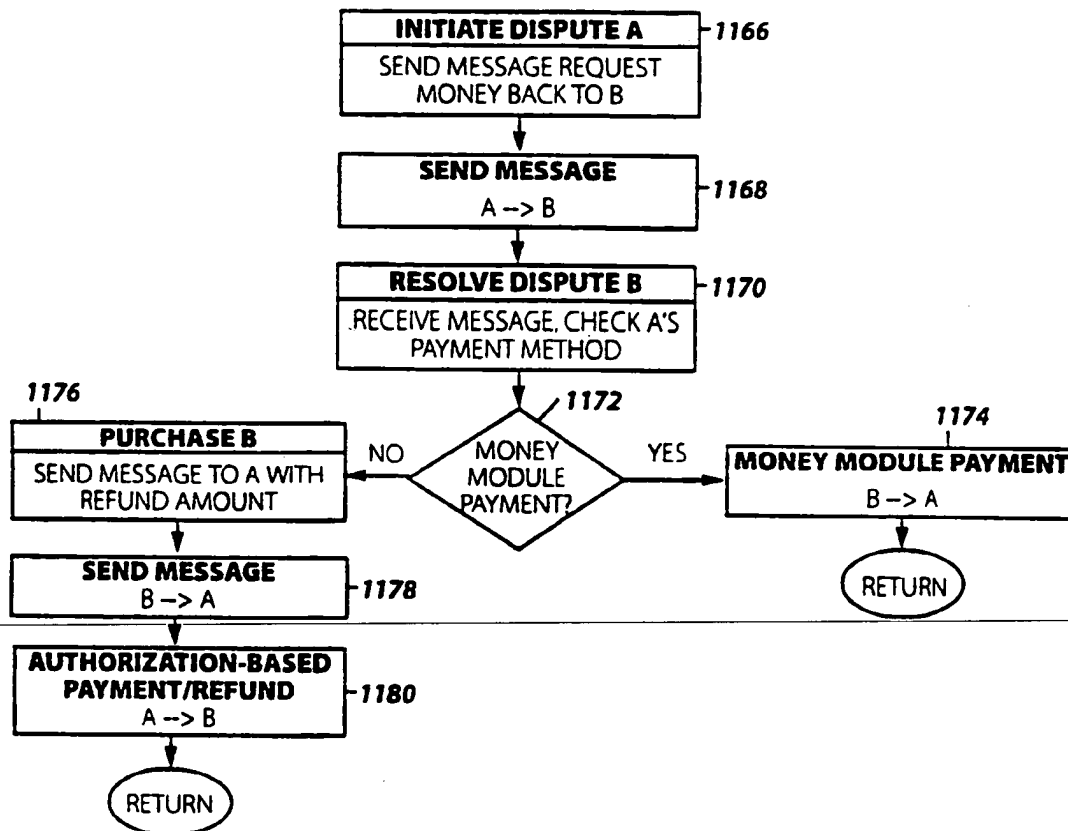 INITIATE DISPUTE A
1166
SEND MESSAGE REQUEST
MONEY BACK TO B
SEND MESSAGE
1168
A --> B
RESOLVE DISPUTE B
1170
RECEIVE MESSAGE, CHECK A'S
PAYMENT METHOD
1172
MONEY
MODULE
PAYMENT?
NO
YES
1176
PURCHASE B
SEND MESSAGE TO A WITH
REFUND AMOUNT
1174
MONEY MODULE PAYMENT
B --> A
RETURN
SEND MESSAGE
B --> A
1178
AUTHORIZATION-BASED
PAYMENT/REFUND
A --> B
1180
RETURN